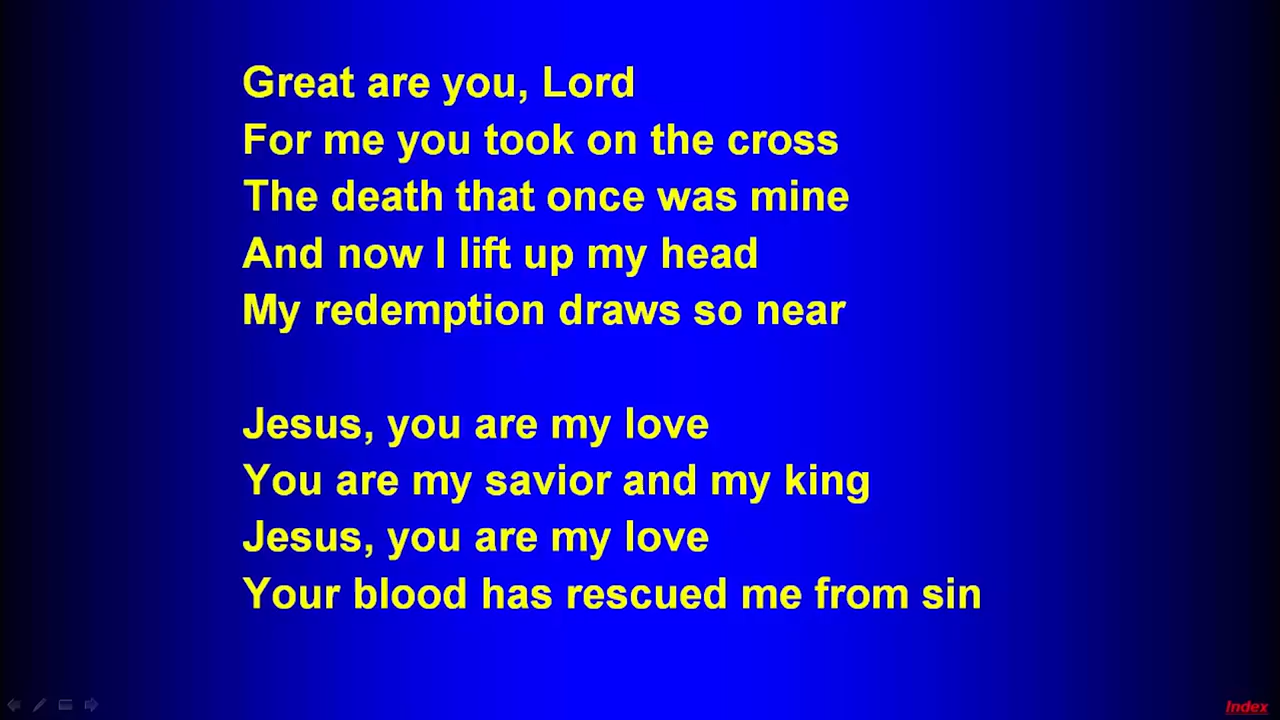 Great are you, Lord
For me you took on the cross
The death that once was mine
And now I lift up my head
My redemption draws so near
Jesus, you are my love
You are my savior and my king
Jesus, you are my love
Your blood has rescued me from sin
Index